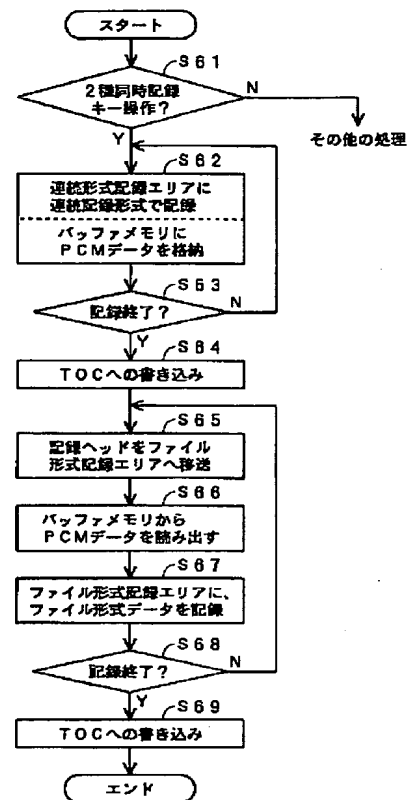 スタート
S61
2種同時記録
キー操作?
N
その他の処理
Y
S62
連続形式記録エリアに
連続記録形式で記録
バッファメモリに
PCMデータを格納
S63
記録終了?
N
Y
S64
TOCへの書き込み
S65
記録ヘッドをファイル
形式記録エリアへ移送
S66
バッファメモリから
PCMデータを読み出す
S67
ファイル形式記録エリアに、
ファイル形式データを記録
S68
記録終了?
N
Y
S69
TOCへの書き込み
エンド